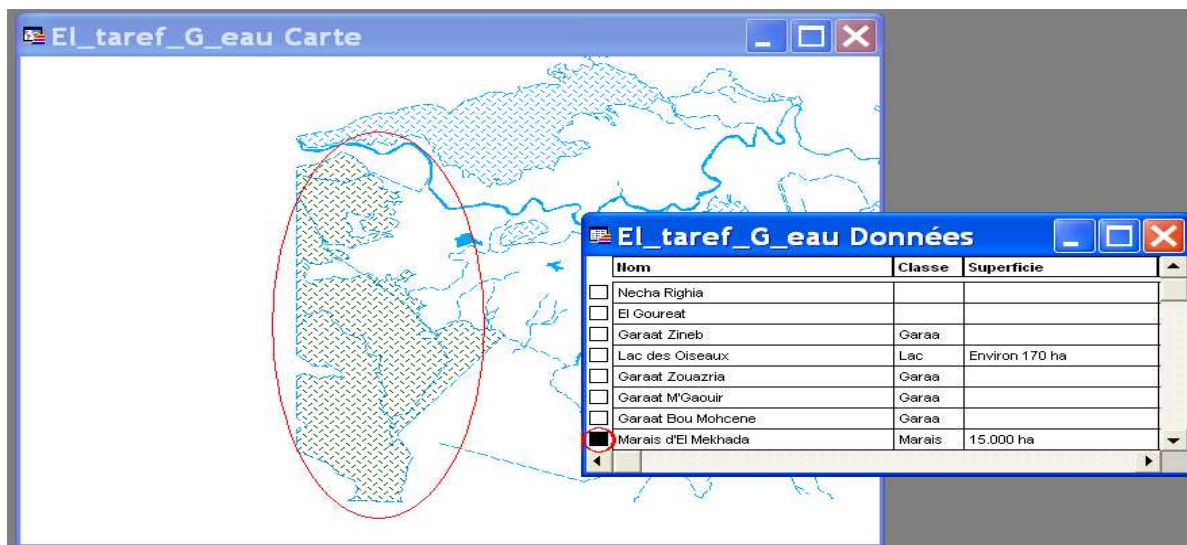 El_taref_G_eau Carte
El_taref_G_eau Données
Nom Classe Superficie
Necha Righia
El Goureat
Garaat Zineb Garaa
Lac des Oiseaux Lac Environ 170 ha
Garaat Zouazria Garaa
Garaat M'Gaouir Garaa
Garaat Bou Mohcene Garaa
Marais d'El Mekhada Marais 15.000 ha